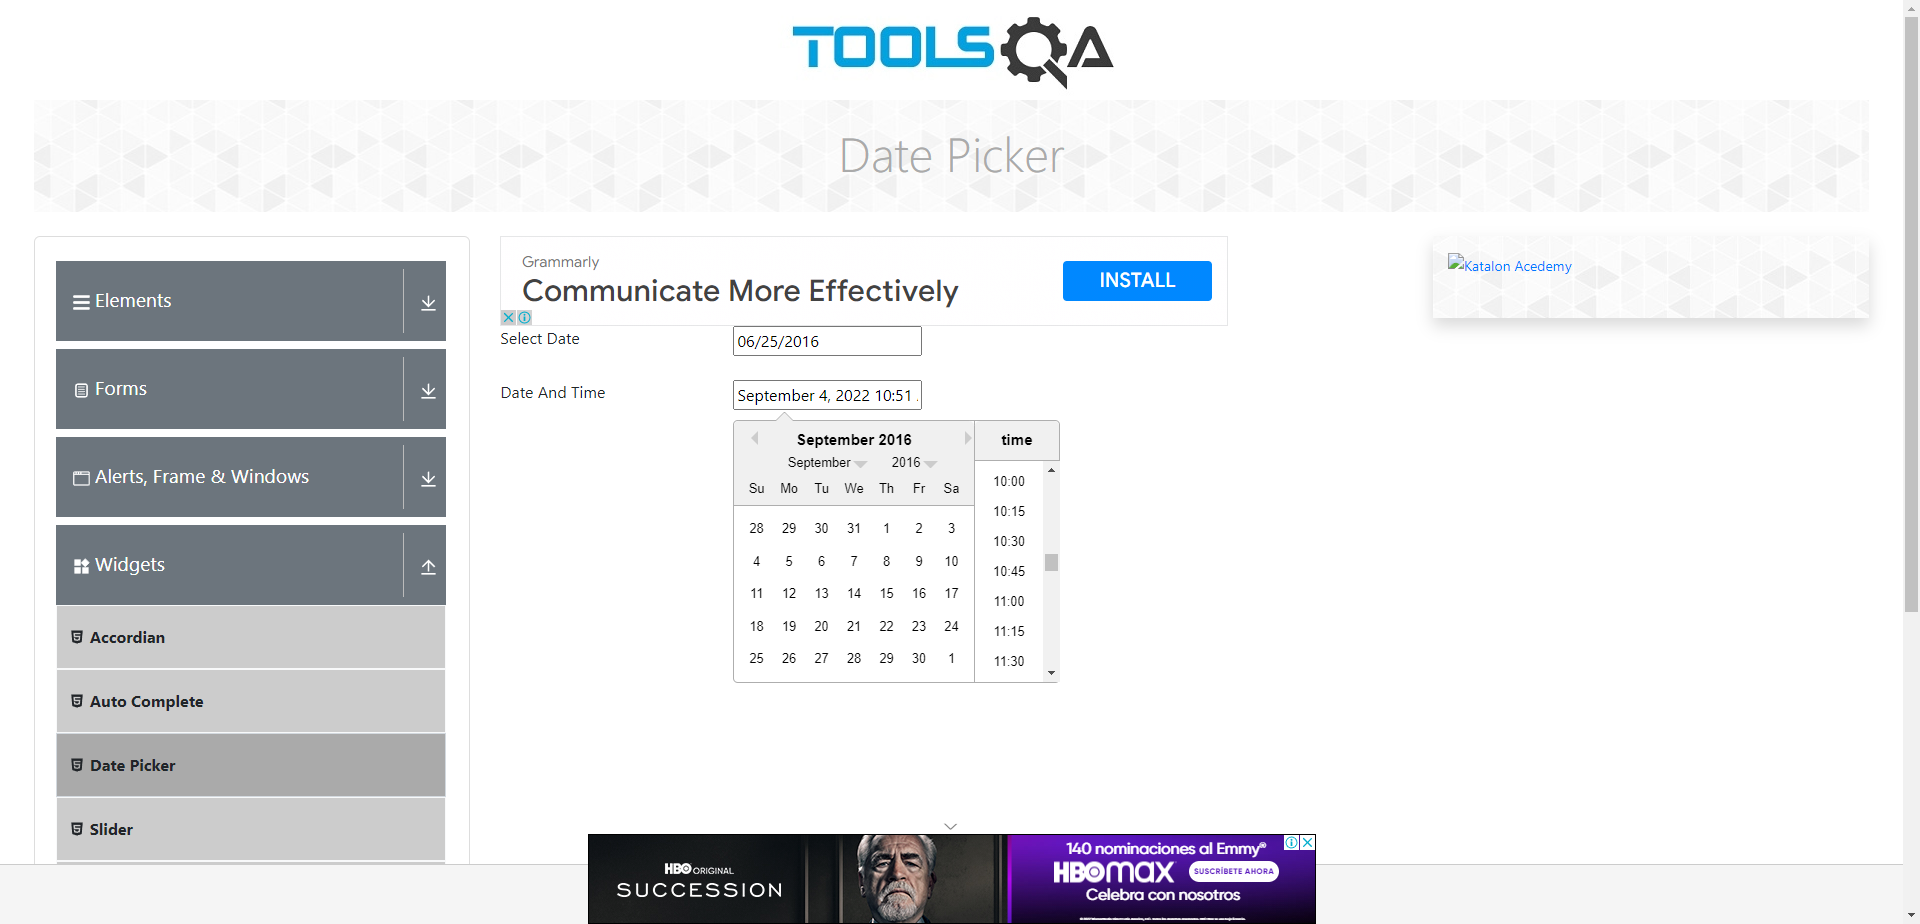 TOOLSQA
Date Picker
Elements
Forms
Alerts, Frame & Windows
Widgets
Accordian
Auto Complete
Date Picker
Slider
Grammarly
Communicate More Effectively
INSTALL
Select Date
06/25/2016
Date And Time
September 4, 2022 10:51
September 2016
September 2016
Su Mo Tu We Th Fr Sa
28 29 30 31 1 2 3
4 5 6 7 8 9 10
11 12 13 14 15 16 17
18 19 20 21 22 23 24
25 26 27 28 29 30 1
time
10:00
10:15
10:30
10:45
11:00
11:15
11:30
Katalon Acedemy
HBO ORIGINAL
SUCCESSION
140 nominaciones al Emmy®
HBOMAX
SUSCRÍBETE AHORA
Celebra con nosotros